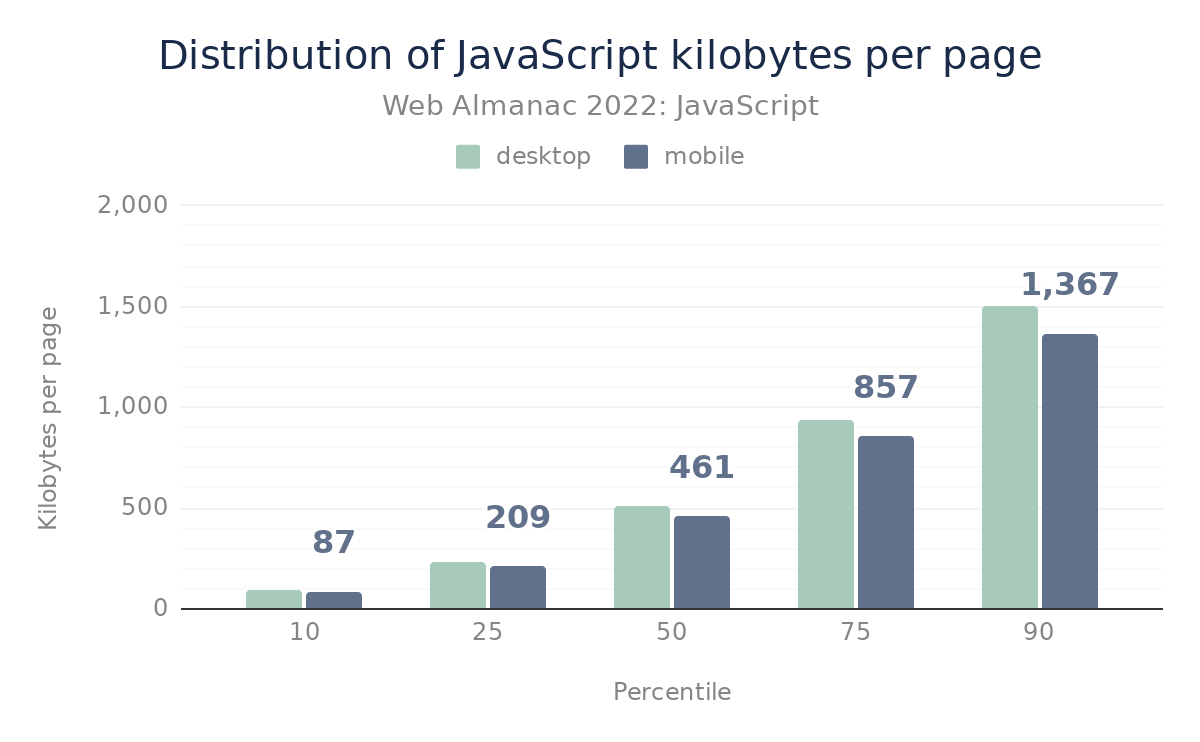 Distribution of JavaScript kilobytes per page
Web Almanac 2022: JavaScript
desktop mobile
Kilobytes per page
2,000
1,500
1,000
500
0
87
209
461
857
1,367
10 25 50 75 90
Percentile